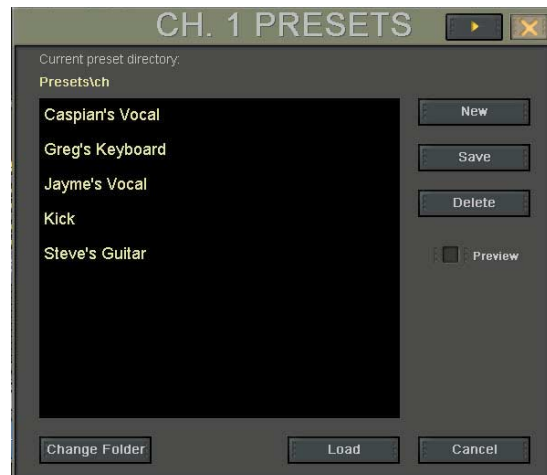 CH. 1 PRESETS
Current preset directory:
Presets\ch
Caspian's Vocal
Greg's Keyboard
Jayme's Vocal
Kick
Steve's Guitar
New
Save
Delete
Preview
Change Folder
Load
Cancel